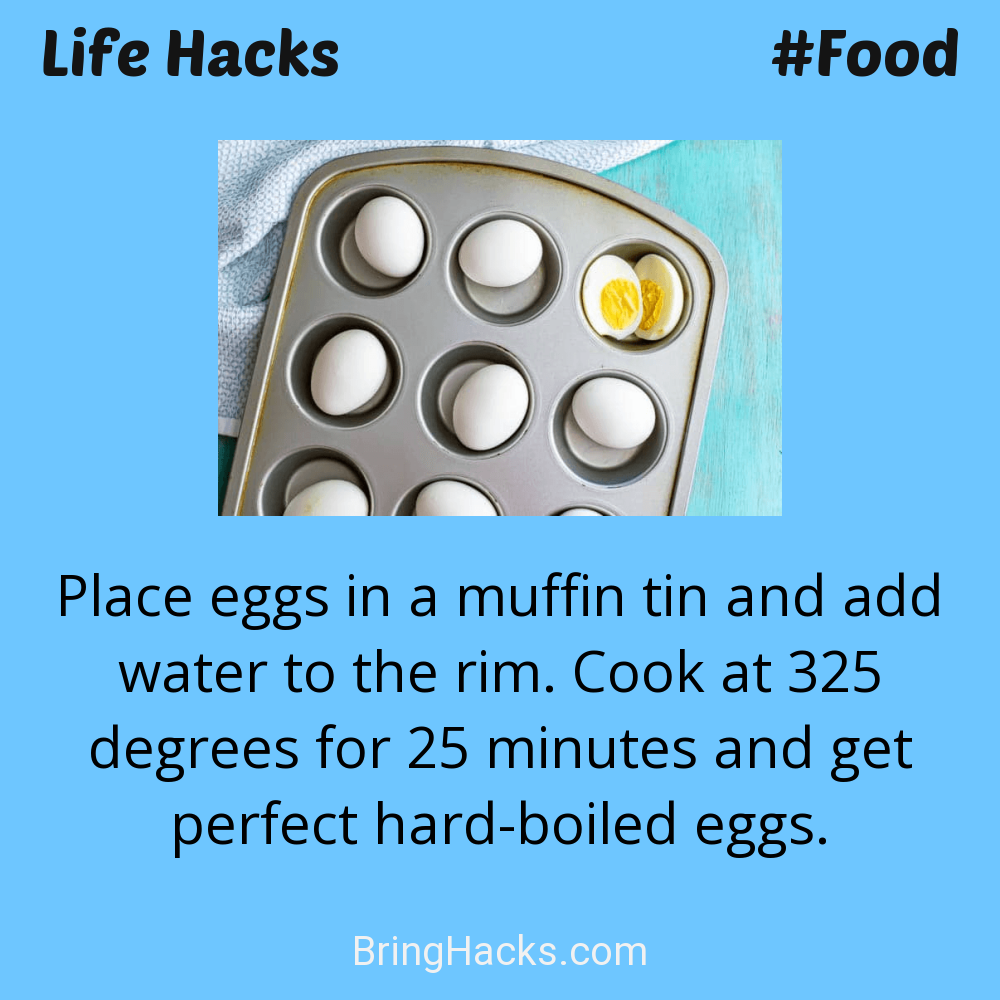 Life Hacks
#Food
Place eggs in a muffin tin and add
water to the rim. Cook at 325
degrees for 25 minutes and get
perfect hard-boiled eggs.
BringHacks.com